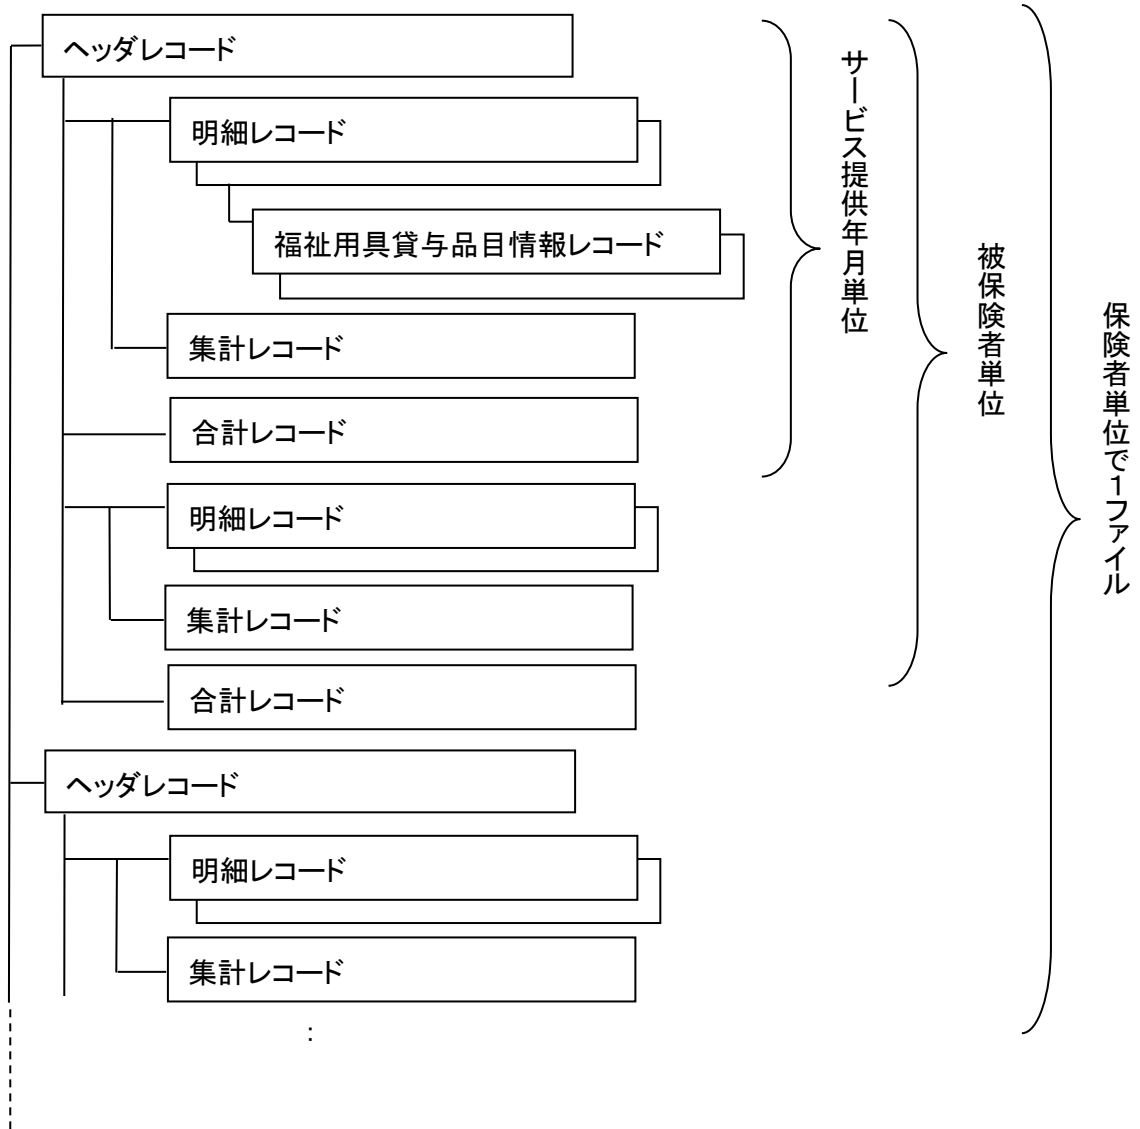 ヘッダレコード
明細レコード
福祉用具貸与品目情報レコード
集計レコード
合計レコード
明細レコード
集計レコード
合計レコード
ヘッダレコード
明細レコード
集計レコード
：
サービス提供年月単位
被保険者単位
保険者単位で１ファイル